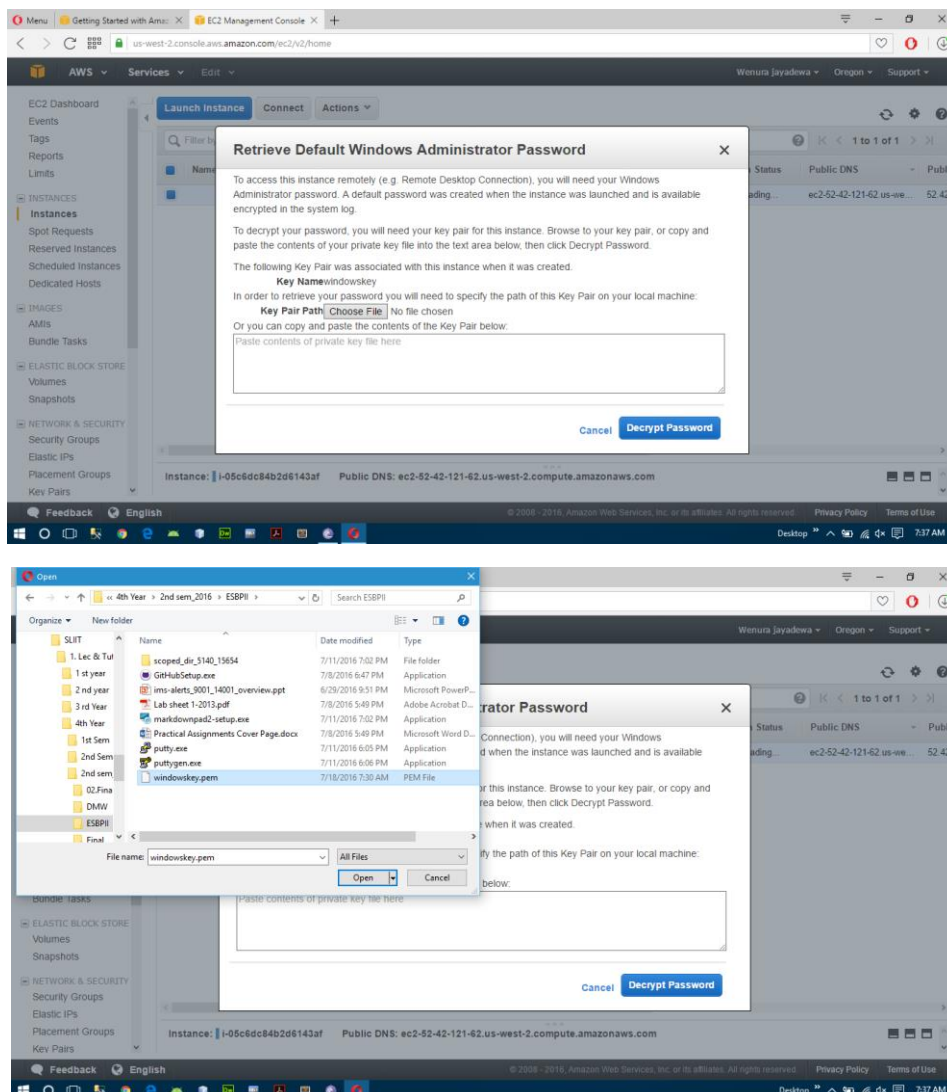 Menu
Getting Started with Amaz
EC2 Management Console
us-west-2.console.aws.amazon.com/ec2/v2/home
AWS Services Edit
Wenura Jayadewa Oregon Support
EC2 Dashboard
Events
Tags
Reports
Limits
INSTANCES
Instances
Spot Requests
Reserved Instances
Scheduled Instances
Dedicated Hosts
IMAGES
AMIs
Bundle Tasks
ELASTIC BLOCK STORE
Volumes
Snapshots
NETWORK & SECURITY
Security Groups
Elastic IPs
Placement Groups
Key Pairs
Launch Instance Connect Actions
Filter by
1 to 1 of 1
Name
Status Public DNS
ec2-52-42-121-62.us-we... 52.42
Retrieve Default Windows Administrator Password
To access this instance remotely (e.g. Remote Desktop Connection), you will need your Windows
Administrator password. A default password was created when the instance was launched and is available
encrypted in the system log.
To decrypt your password, you will need your key pair for this instance. Browse to your key pair, or copy and
paste the contents of your private key file into the text area below, then click Decrypt Password.
The following Key Pair was associated with this instance when it was created.
Key Namewindowskey
In order to retrieve your password you will need to specify the path of this Key Pair on your local machine:
Key Pair Path Choose File No file chosen
Or you can copy and paste the contents of the Key Pair below:
Paste contents of private key file here
Cancel Decrypt Password
Instance: i-05c6dc84b2d6143af Public DNS: ec2-52-42-121-62.us-west-2.compute.amazonaws.com
Feedback English
© 2008 - 2016, Amazon Web Services, Inc. or its affiliates. All rights reserved. Privacy Policy Terms of Use
Desktop 7:37 AM
Open
4th Year 2nd sem_2016 ESBPII
Search ESBPII
Organize New folder
SLIIT
1. Lec & Tut
1 st year
2 nd year
3 rd Year
4th Year
1st Sem
2nd Sem
2nd sem_
02.Fina
DMW
ESBPII
Final
Name Date modified Type
scoped_dir_5140_15654 7/11/2016 7:02 PM File folder
GitHubSetup.exe 7/8/2016 6:47 PM Application
ims-alerts_9001_14001_overview.ppt 6/29/2016 9:51 PM Microsoft PowerP...
Lab sheet 1-2013.pdf 7/8/2016 5:49 PM Adobe Acrobat D...
markdownpad2-setup.exe 7/11/2016 7:02 PM Application
Practical Assignments Cover Page.docx 7/8/2016 5:49 PM Microsoft Word D...
putty.exe 7/11/2016 6:05 PM Application
puttygen.exe 7/11/2016 6:06 PM Application
windowskey.pem 7/18/2016 7:30 AM PEM File
File name: windowskey.pem All Files
Open Cancel
Wenura Jayadewa Oregon Support
1 to 1 of 1
Status Public DNS
ec2-52-42-121-62.us-we... 52.42
trator Password
Connection), you will need your Windows
d when the instance was launched and is available
or this instance. Browse to your key pair, or copy and
rea below, then click Decrypt Password.
when it was created.
ify the path of this Key Pair on your local machine:
below:
Paste contents of private key file here
Cancel Decrypt Password
Bundle Tasks
ELASTIC BLOCK STORE
Volumes
Snapshots
NETWORK & SECURITY
Security Groups
Elastic IPs
Placement Groups
Key Pairs
Instance: i-05c6dc84b2d6143af Public DNS: ec2-52-42-121-62.us-west-2.compute.amazonaws.com
Feedback English
© 2008 - 2016, Amazon Web Services, Inc. or its affiliates. All rights reserved. Privacy Policy Terms of Use
Desktop 7:37 AM